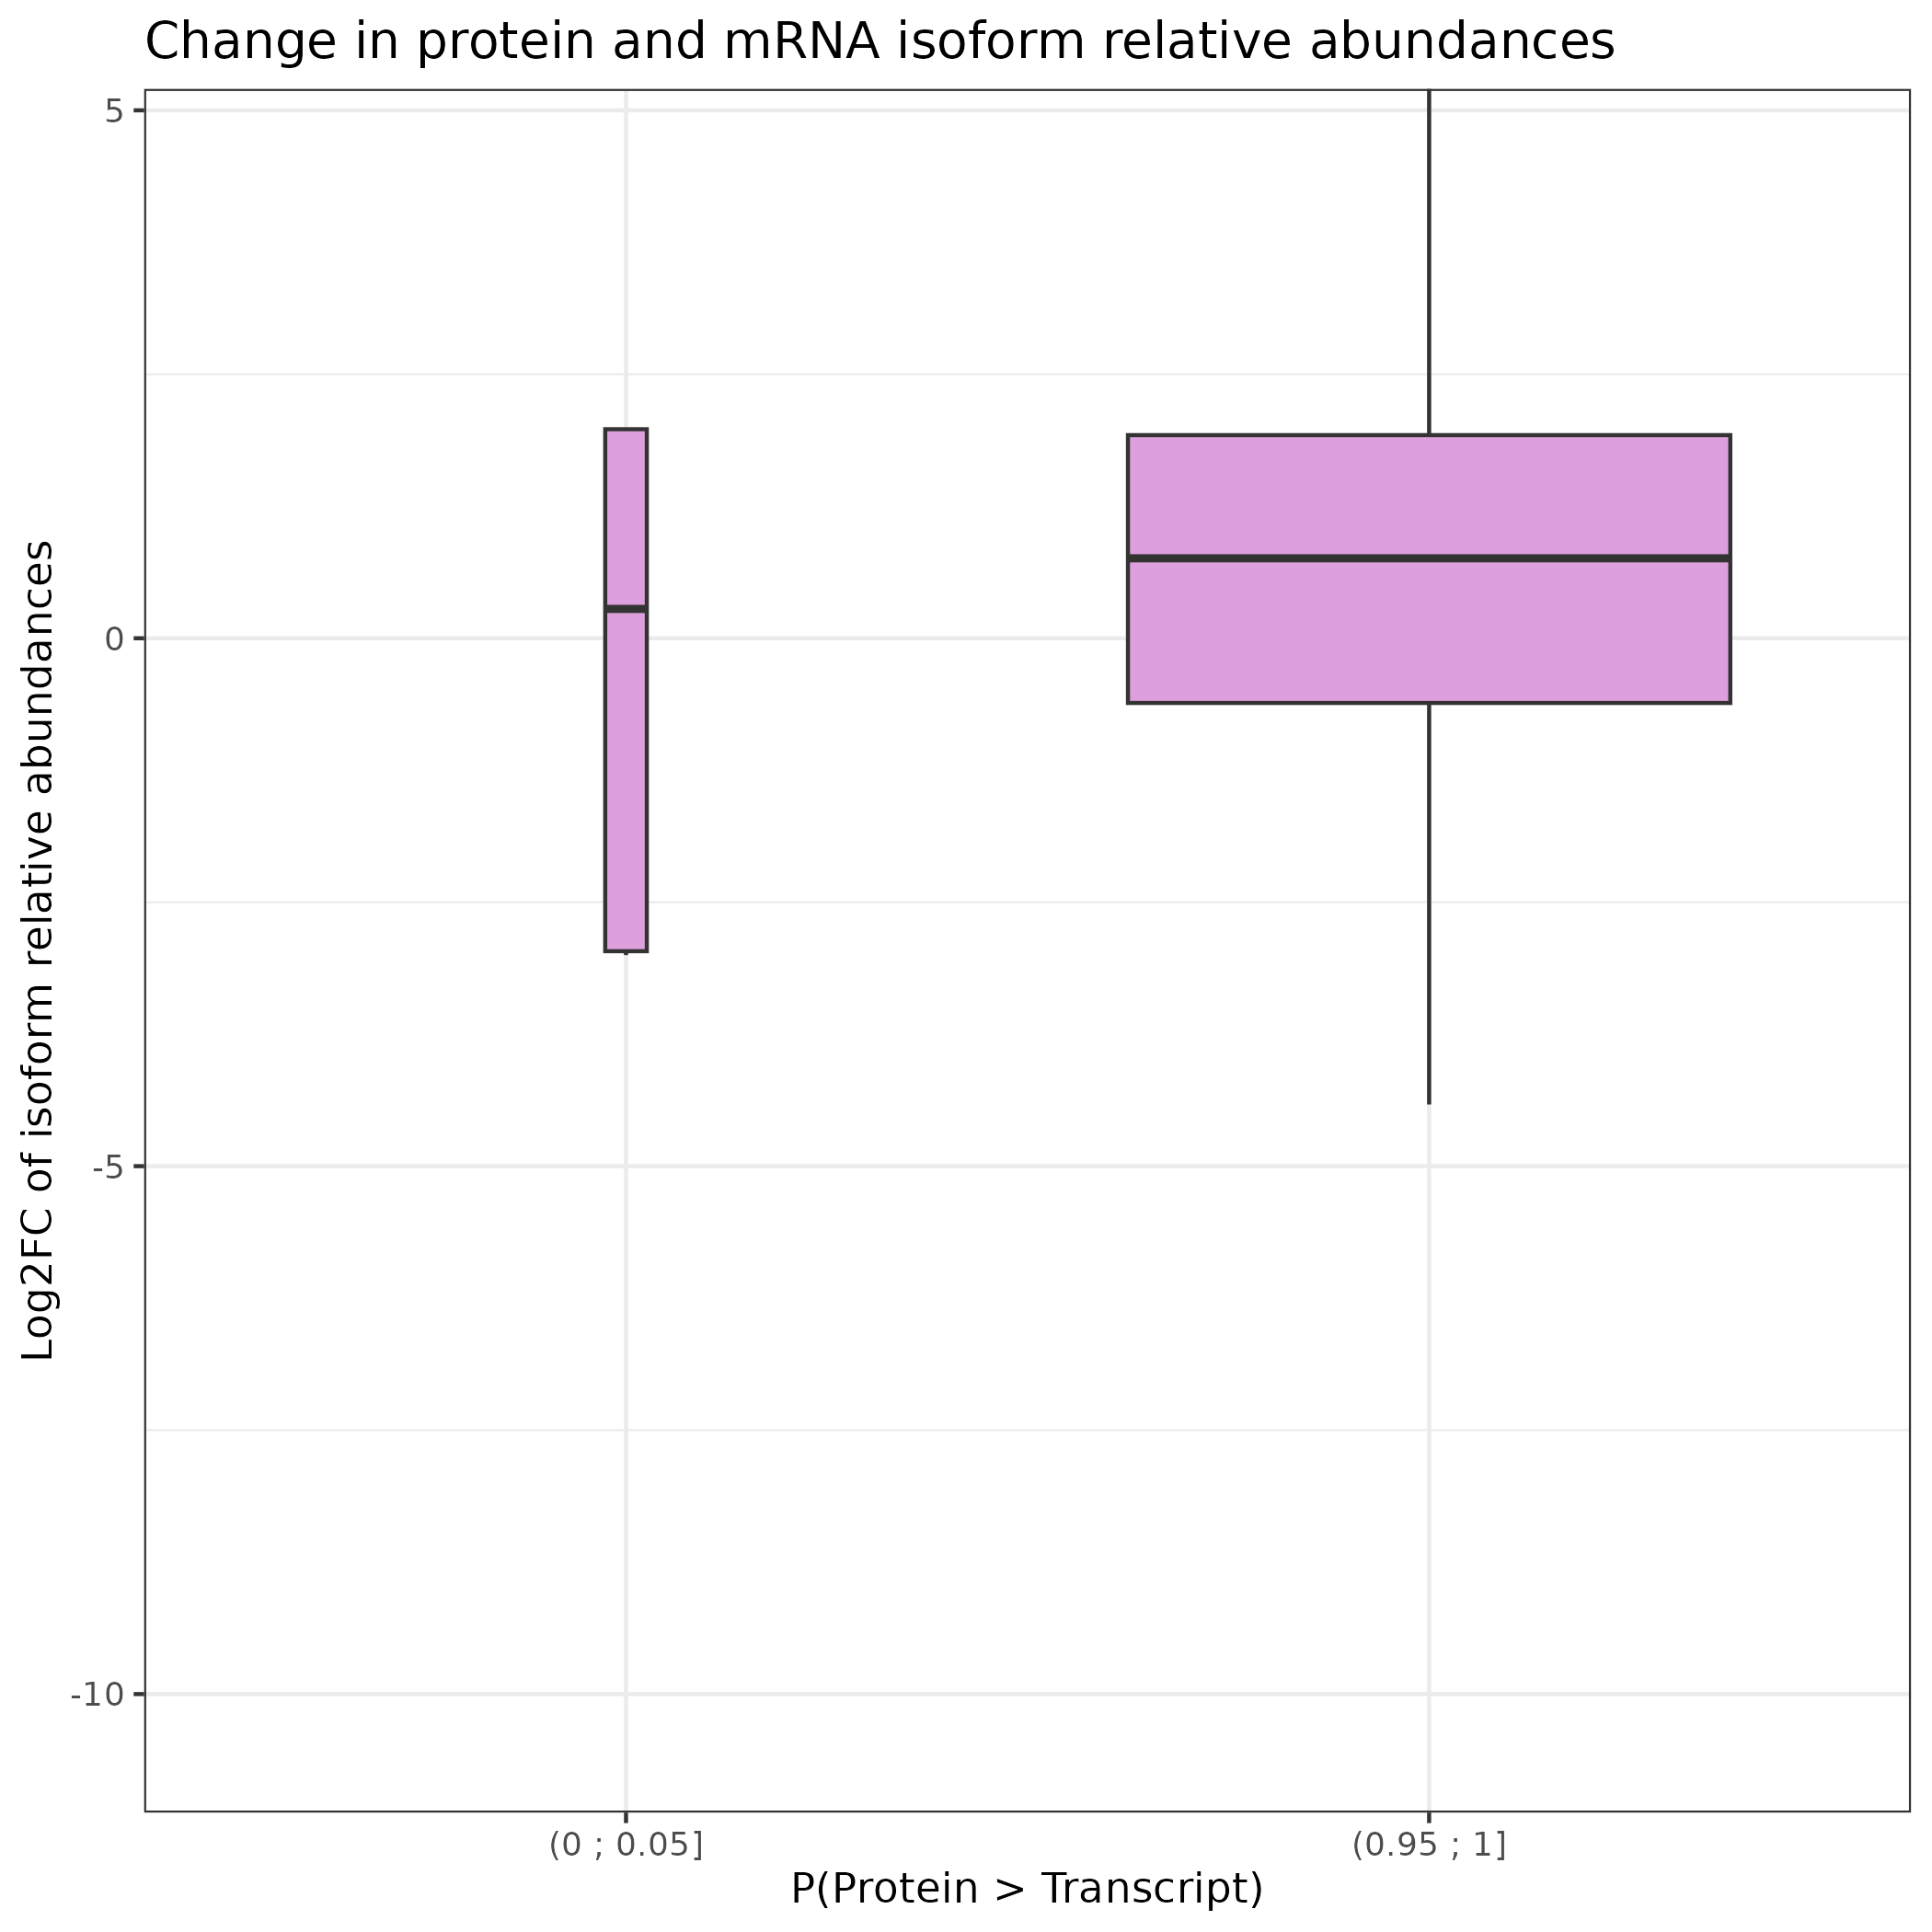 Change in protein and mRNA isoform relative abundances
Log2FC of isoform relative abundances
5
0
-5
-10
(0 ; 0.05]
(0.95 ; 1]
P(Protein > Transcript)